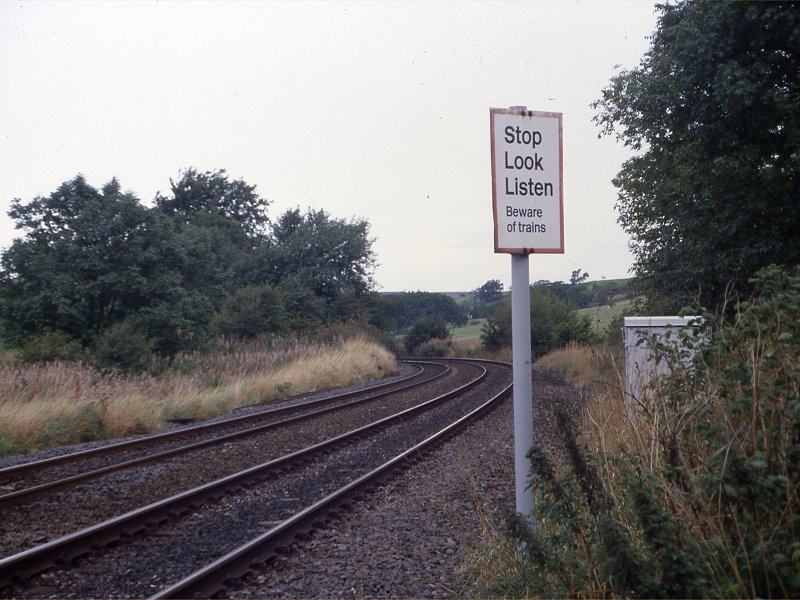 Stop
Look
Listen
Beware
of trains